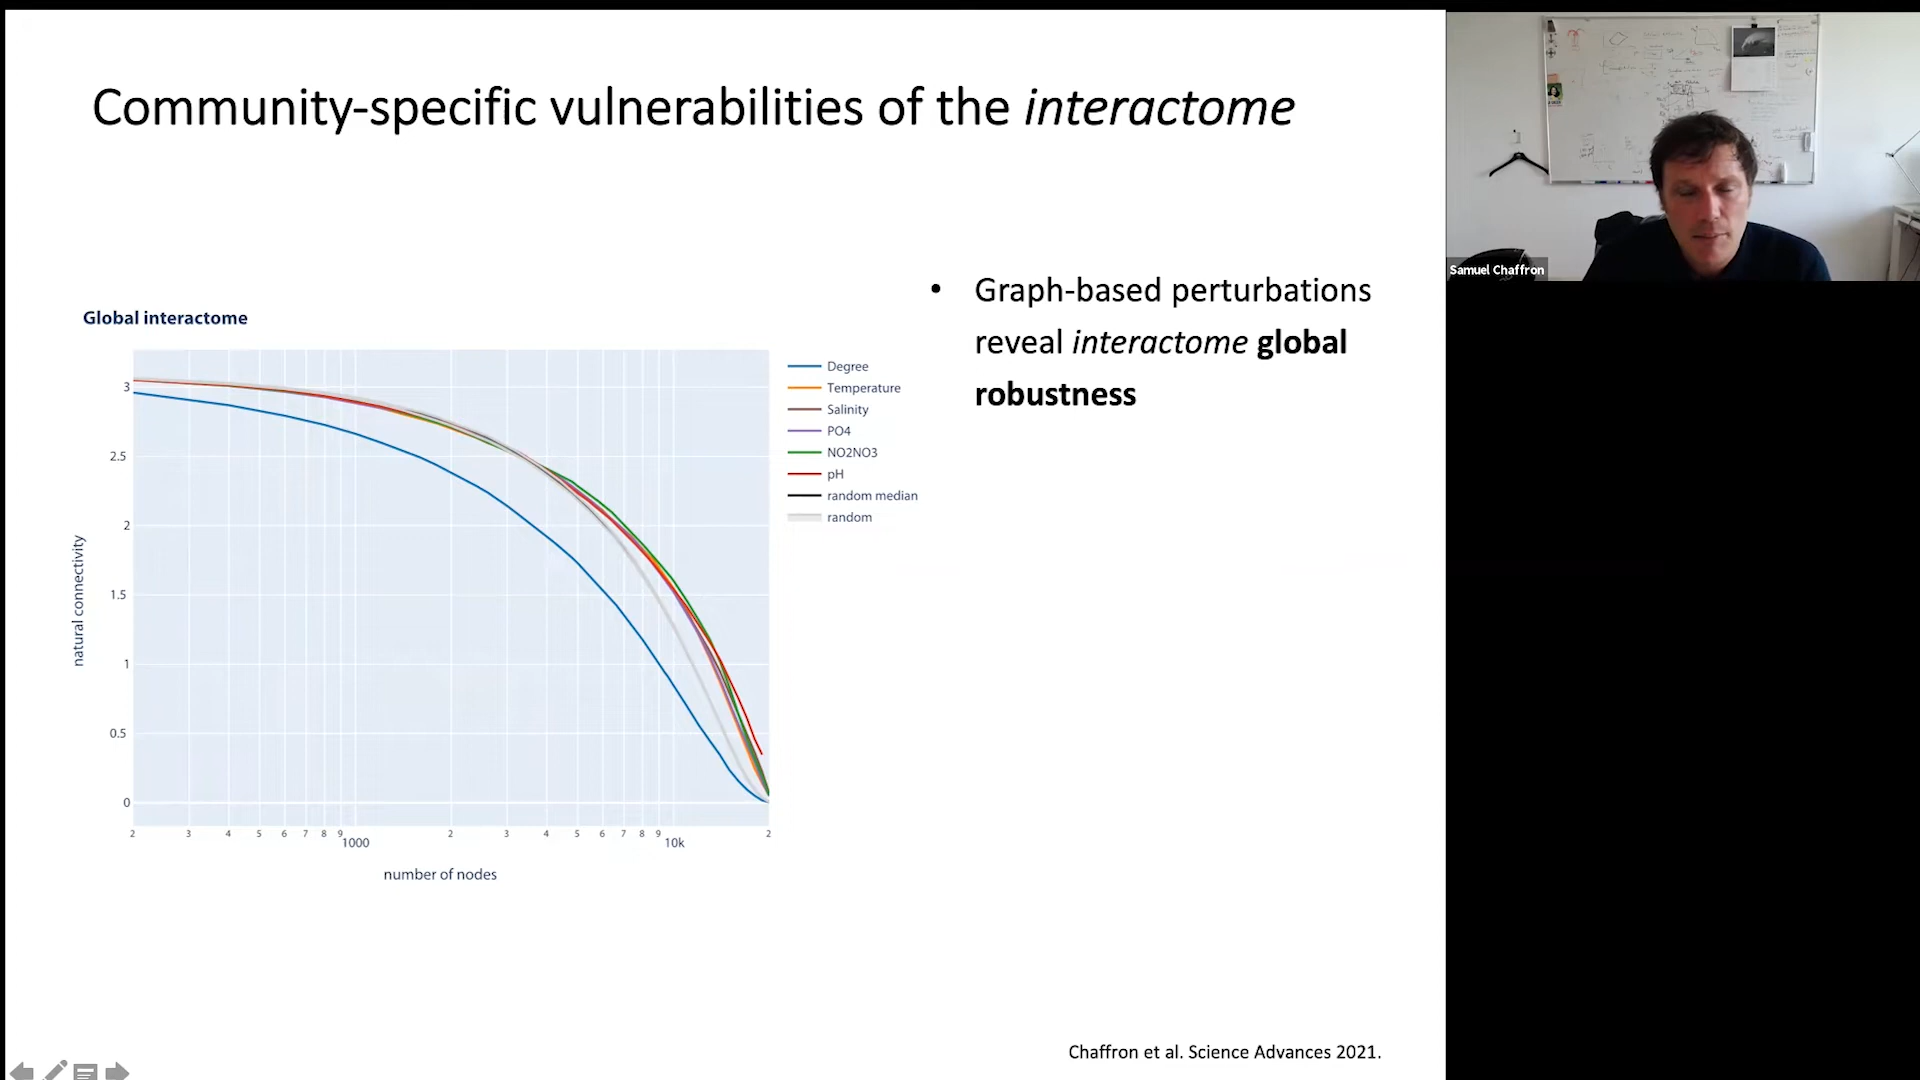 Community-specific vulnerabilities of the interactome
Samuel Chaffron
• Graph-based perturbations
reveal interactome global
robustness
Global interactome
Degree
Temperature
Salinity
PO4
NO2NO3
pH
random median
random
natural connectivity
3
2.5
2
1.5
1
0.5
0
2 3 4 5 6 7 8 9 1000 2 3 4 5 6 7 8 9 10k 2
number of nodes
Chaffron et al. Science Advances 2021.